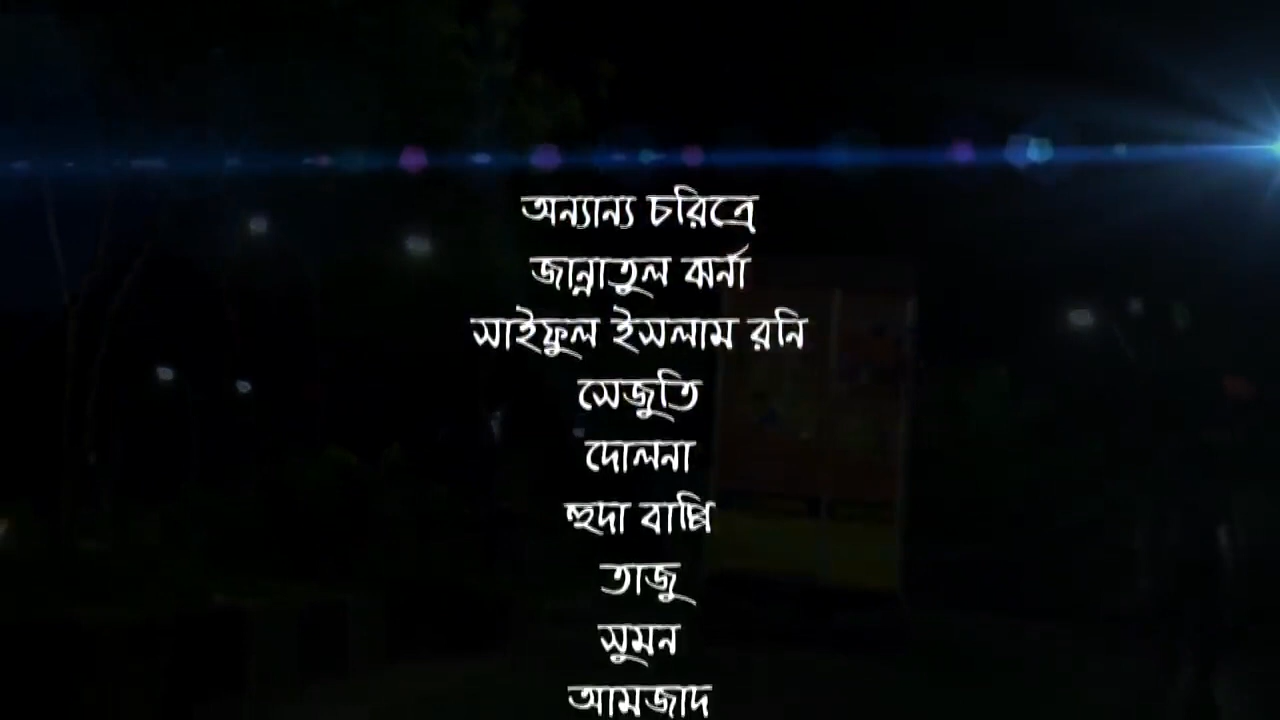 অন্যান্য চরিত্রে
জান্নাতুল ঝর্না
সাইফুল ইসলাম রনি
সেজুতি
দোলনা
হুদা বাপ্পি
তাজু
সুমন
আমজাদ